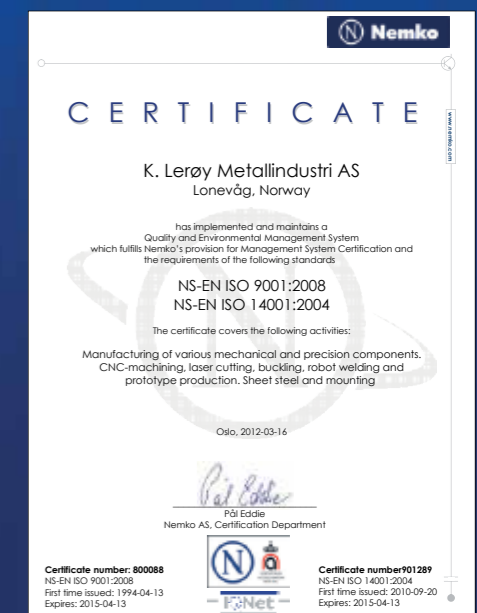 Nemko
CERTIFICATE
www.nemko.com
K. Lerøy Metallindustri AS
Lonevåg, Norway
has implemented and maintains a
Quality and Environmental Management System
which fulfills Nemko's provision for Management System Certification and
the requirements of the following standards
NS-EN ISO 9001:2008
NS-EN ISO 14001:2004
The certificate covers the following activities:
Manufacturing of various mechanical and precision components.
CNC-machining, laser cutting, buckling, robot welding and
prototype production. Sheet steel and mounting
Oslo, 2012-03-16
Pål Eddie
Pål Eddie
Nemko AS, Certification Department
Certificate number: 800088
NS-EN ISO 9001:2008
First time issued: 1994-04-13
Expires: 2015-04-13
N
IQNet
Certificate number901289
NS-EN ISO 14001:2004
First time issued: 2010-09-20
Expires: 2015-04-13